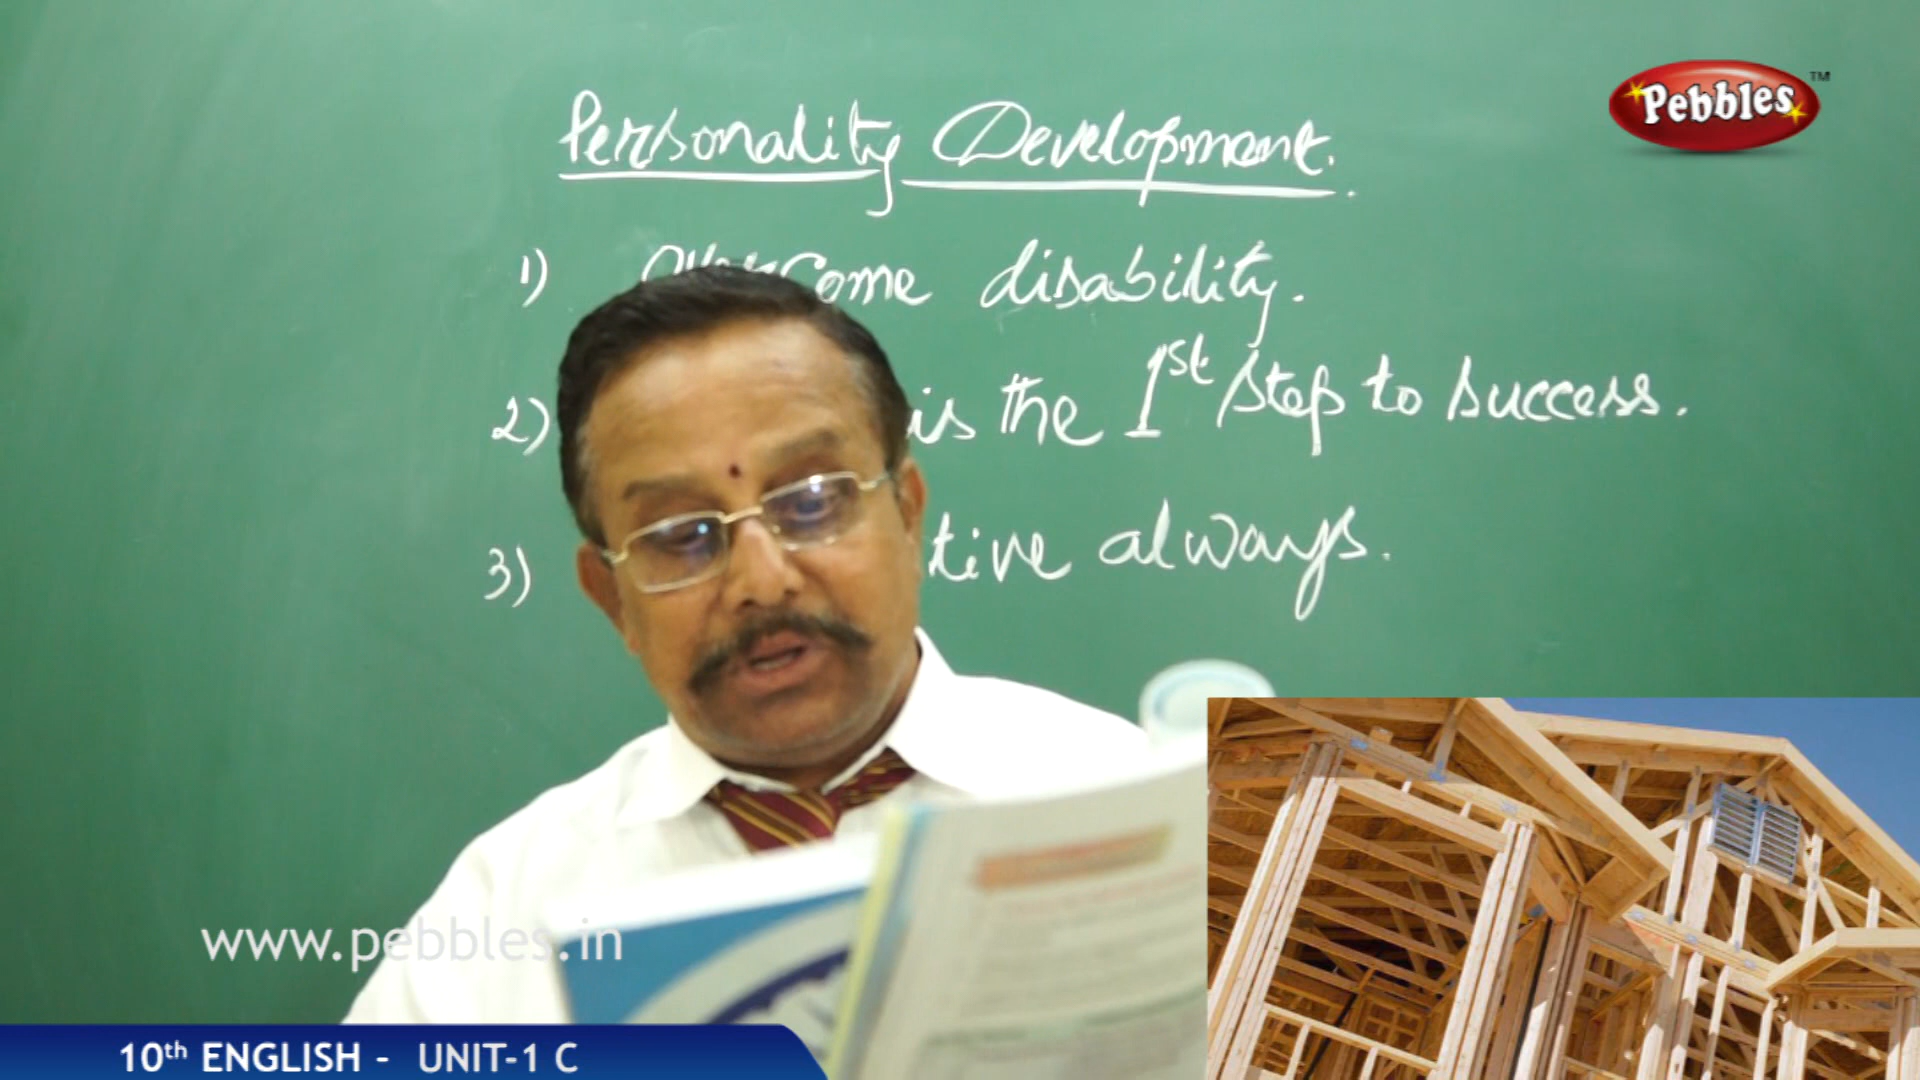 Pebbles TM
Personality Development.
1) Overcome disability.
2) is the 1st step to success.
3) tive always.
www.pebbles.in
10th ENGLISH - UNIT-1 C